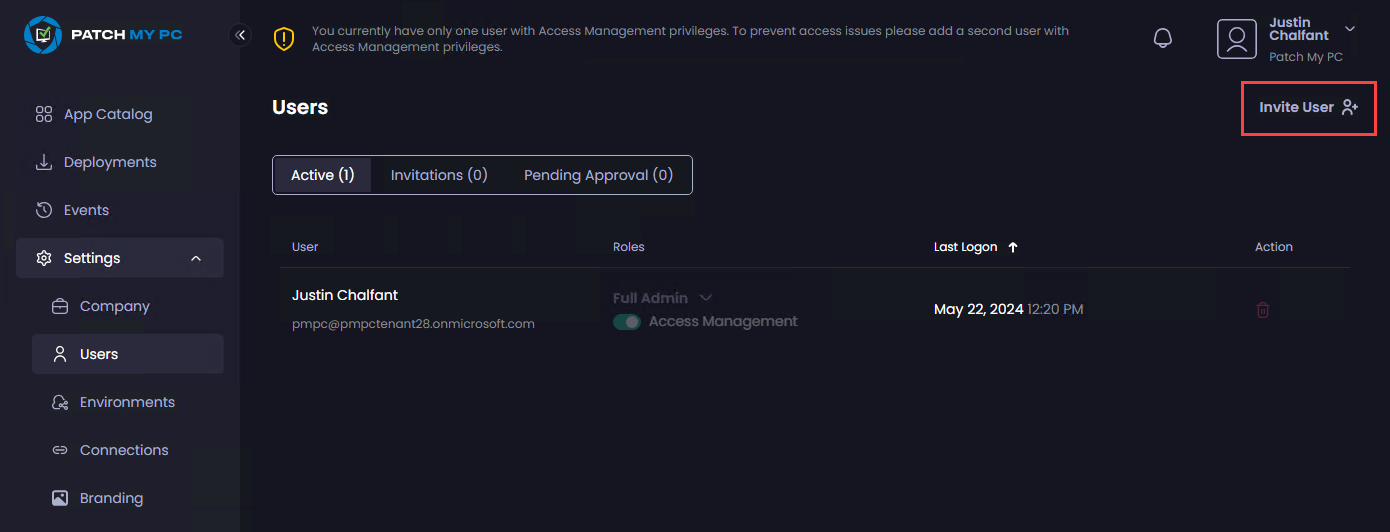 PATCH MY PC
You currently have only one user with Access Management privileges. To prevent access issues please add a second user with
Access Management privileges.
Justin
Chalfant
Patch My PC
App Catalog
Deployments
Events
Settings
Company
Users
Environments
Connections
Branding
Users
Invite User
Active (1) Invitations (0) Pending Approval (0)
User Roles Last Logon Action
Justin Chalfant
pmpc@pmpctenant28.onmicrosoft.com
Full Admin
Access Management
May 22, 2024 12:20 PM